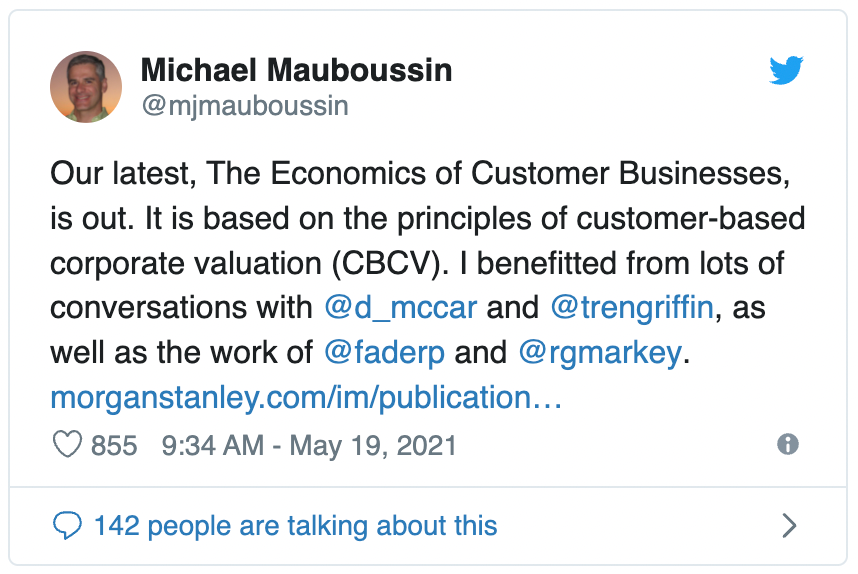 Michael Mauboussin
@mjmauboussin
Our latest, The Economics of Customer Businesses,
is out. It is based on the principles of customer-based
corporate valuation (CBCV). I benefitted from lots of
conversations with @d_mccar and @trengriffin, as
well as the work of @faderp and @rgmarkey.
morganstanley.com/im/publication…
855 9:34 AM - May 19, 2021
142 people are talking about this